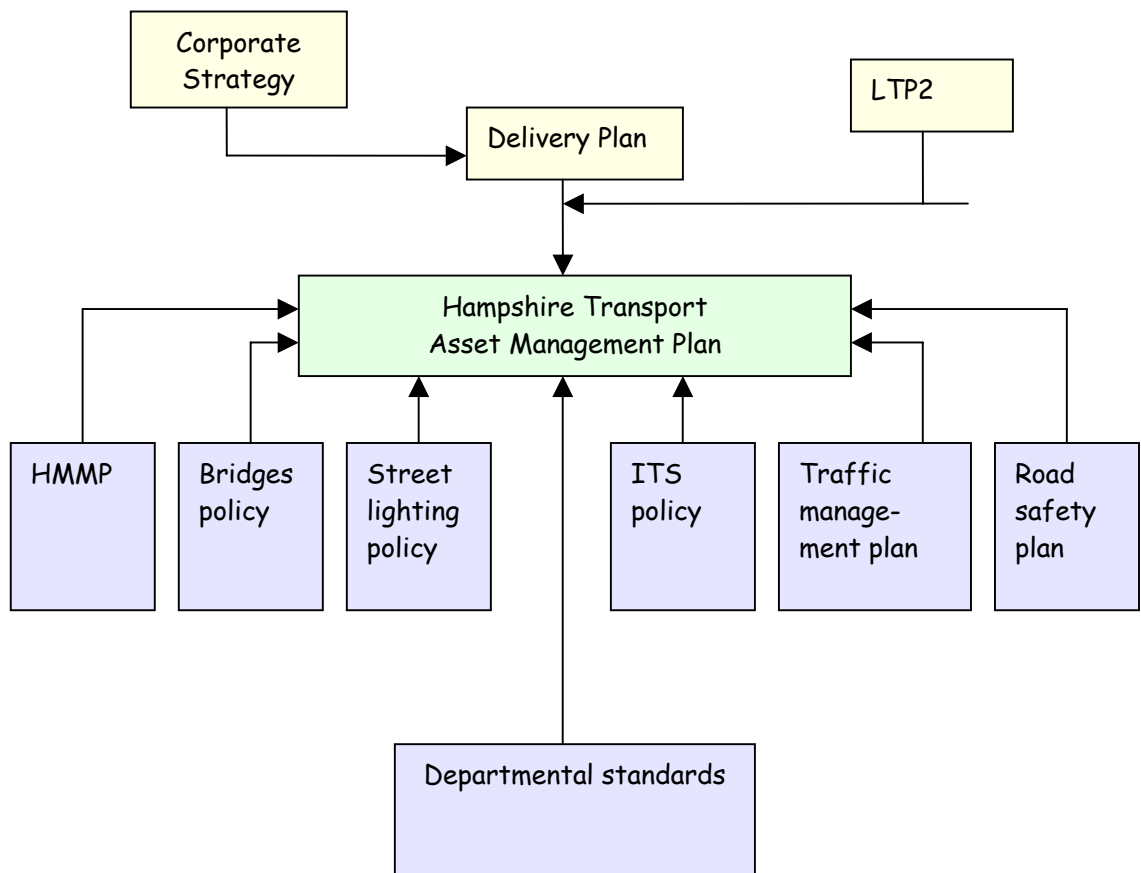 Corporate
Strategy
LTP2
Delivery Plan
Hampshire Transport
Asset Management Plan
HMMP
Bridges
policy
Street
lighting
policy
ITS
policy
Traffic
manage-
ment plan
Road
safety
plan
Departmental standards